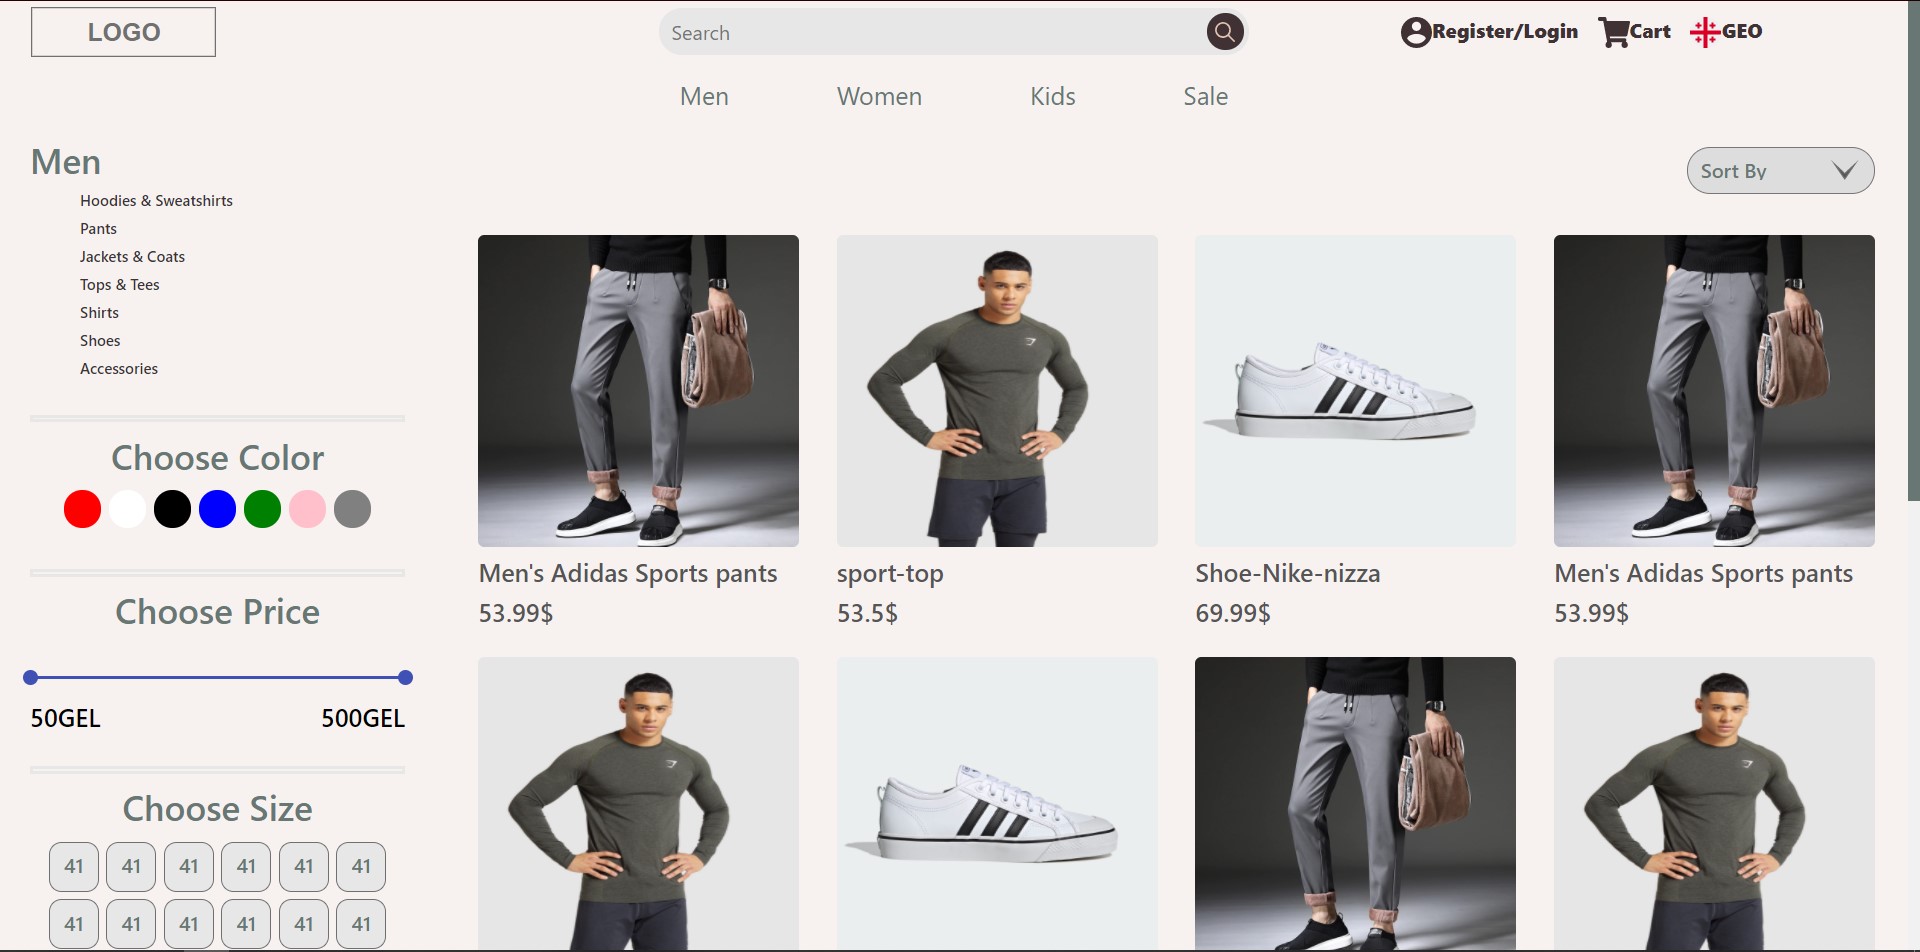 LOGO
Search
Register/Login
Cart
GEO
Men
Women
Kids
Sale
Men
Sort By
Hoodies & Sweatshirts
Pants
Jackets & Coats
Tops & Tees
Shirts
Shoes
Accessories
Choose Color
Choose Price
50GEL
500GEL
Choose Size
41 41 41 41 41 41
41 41 41 41 41 41
Men's Adidas Sports pants
53.99$
sport-top
53.5$
Shoe-Nike-nizza
69.99$
Men's Adidas Sports pants
53.99$